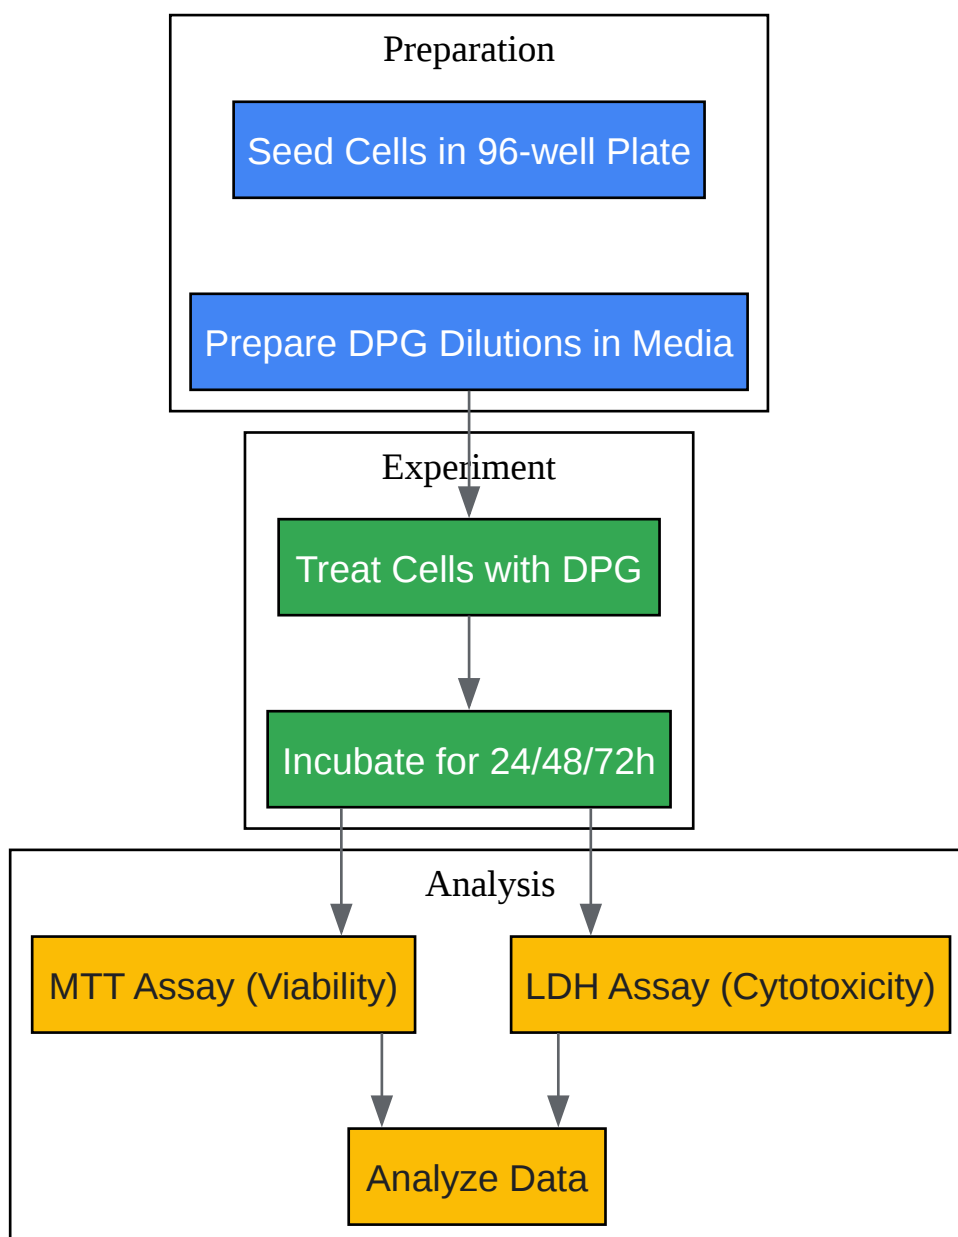 Preparation
Seed Cells in 96-well Plate
Prepare DPG Dilutions in Media
Experiment
Treat Cells with DPG
Incubate for 24/48/72h
Analysis
MTT Assay (Viability)
LDH Assay (Cytotoxicity)
Analyze Data